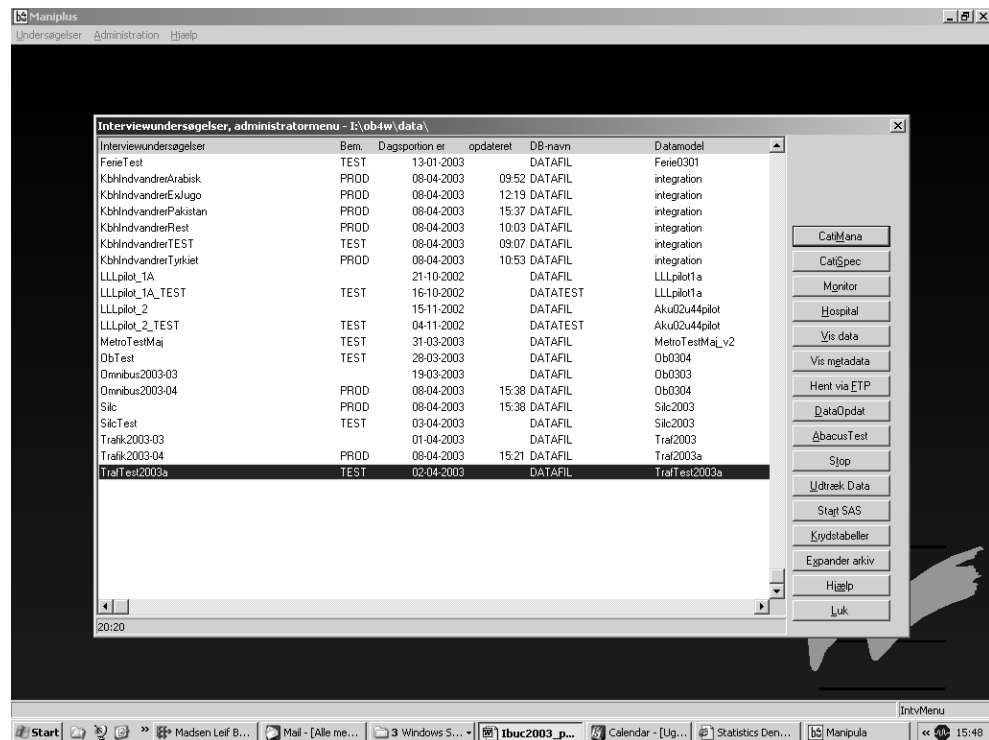 Maniplus
Undersøgelser Administration Hjælp
Interviewundersøgelser, administratormenu - I:\ob4w\data\
Interviewundersøgelser Bem. Dagsportion er opdateret DB-navn Datamodel
FerieTest TEST 13-01-2003 DATAFIL Ferie0301
KbhIndvandrerArabisk PROD 08-04-2003 09:52 DATAFIL integration
KbhIndvandrerExJugo PROD 08-04-2003 12:19 DATAFIL integration
KbhIndvandrerPakistan PROD 08-04-2003 15:37 DATAFIL integration
KbhIndvandrerRest PROD 08-04-2003 10:03 DATAFIL integration
KbhIndvandrerTEST TEST 08-04-2003 09:07 DATAFIL integration
KbhIndvandrerTyrkiet PROD 08-04-2003 10:53 DATAFIL integration
LLLpilot_1A 21-10-2002 DATAFIL LLLpilot1a
LLLpilot_1A_TEST TEST 16-10-2002 DATATEST LLLpilot1a
LLLpilot_2 15-11-2002 DATAFIL Aku02u44pilot
LLLpilot_2_TEST TEST 04-11-2002 DATATEST Aku02u44pilot
MetroTestMaj TEST 31-03-2003 DATAFIL MetroTestMaj_v2
ObTest TEST 28-03-2003 DATAFIL Ob0304
Omnibus2003-03 19-03-2003 DATAFIL Ob0303
Omnibus2003-04 PROD 08-04-2003 15:38 DATAFIL Ob0304
Silc PROD 08-04-2003 15:38 DATAFIL Silc2003
SilcTest TEST 03-04-2003 DATAFIL Silc2003
Trafik2003-03 01-04-2003 DATAFIL Traf2003
Trafik2003-04 PROD 08-04-2003 15:21 DATAFIL Traf2003a
TrafTest2003a TEST 02-04-2003 DATAFIL TrafTest2003a
CatiMana
CatiSpec
Monitor
Hospital
Vis data
Vis metadata
Hent via FTP
DataOpdat
AbacusTest
Stop
Udtræk Data
Start SAS
Krydstabeller
Expander arkiv
Hjælp
Luk
20:20
IntvMenu
Start » Madsen Leif B... Mail - [Alle me... 3 Windows S... Ibuc2003_p... Calendar - [Ug... Statistics Den... Manipula « 15:48